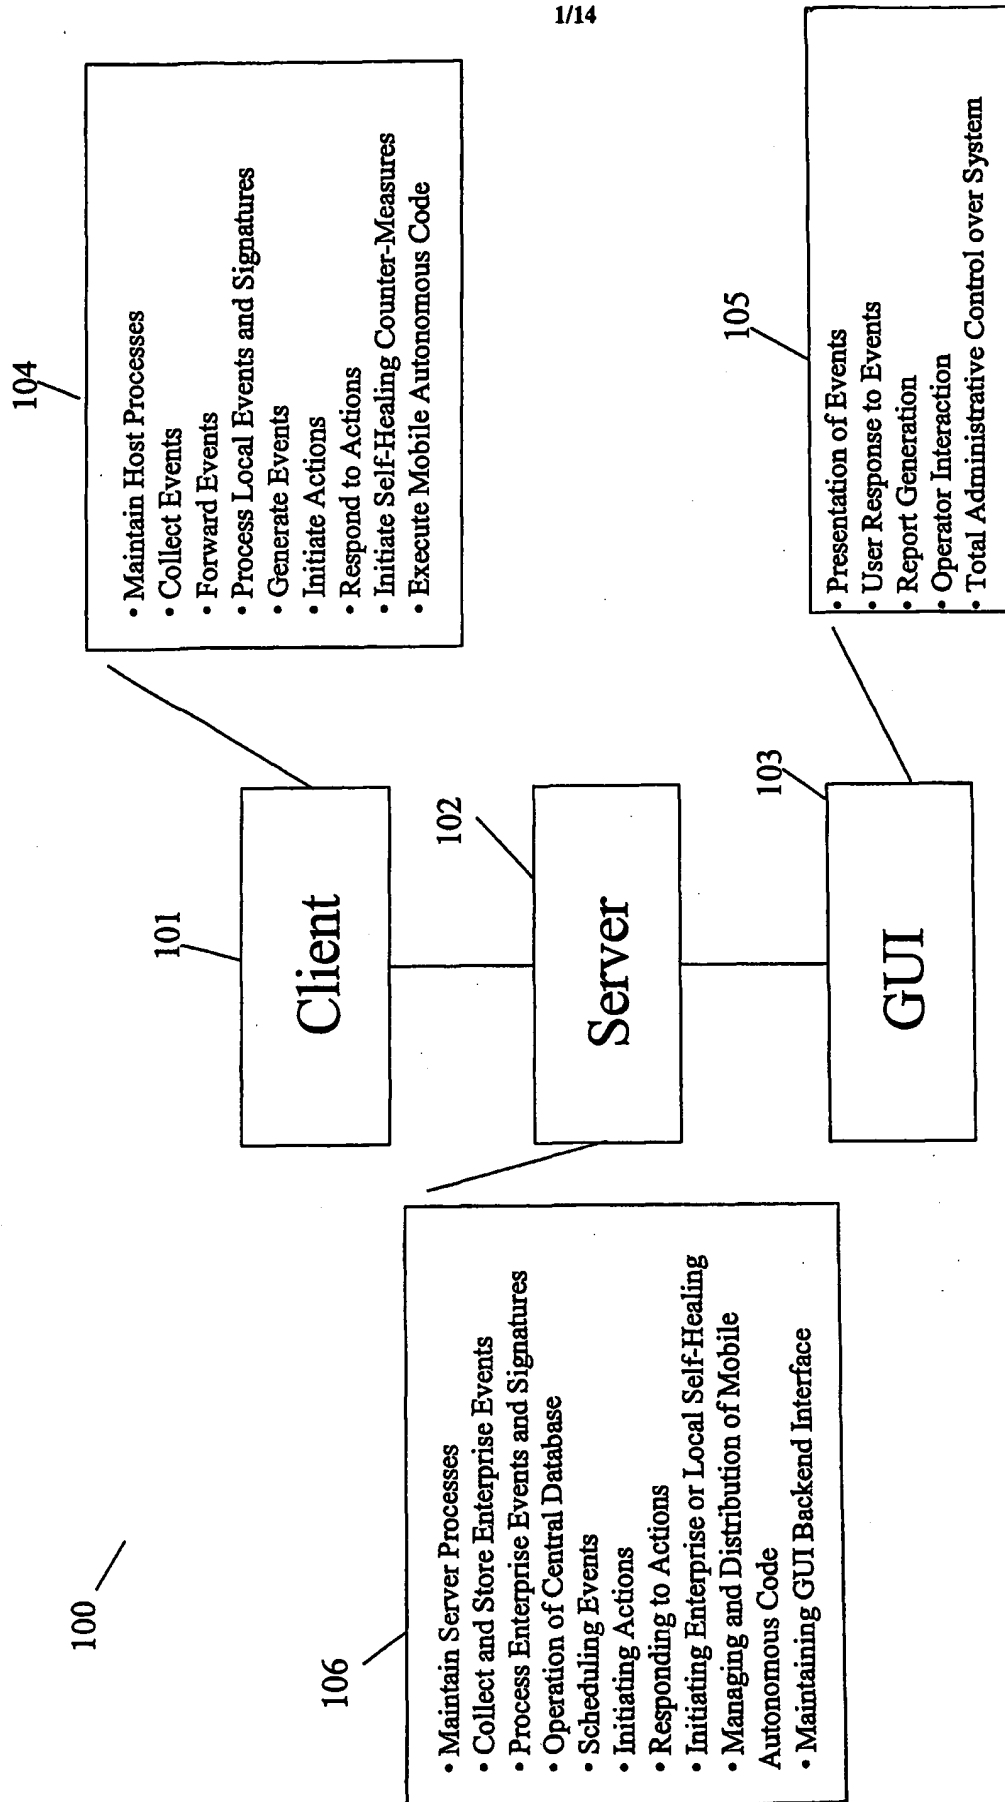 1/14
100
104
• Maintain Host Processes
• Collect Events
• Forward Events
• Process Local Events and Signatures
• Generate Events
• Initiate Actions
• Respond to Actions
• Initiate Self-Healing Counter-Measures
• Execute Mobile Autonomous Code
101
Client
102
Server
103
GUI
105
• Presentation of Events
• User Response to Events
• Report Generation
• Operator Interaction
• Total Administrative Control over System
106
• Maintain Server Processes
• Collect and Store Enterprise Events
• Process Enterprise Events and Signatures
• Operation of Central Database
• Scheduling Events
• Initiating Actions
• Responding to Actions
• Initiating Enterprise or Local Self-Healing
• Managing and Distribution of Mobile
Autonomous Code
• Maintaining GUI Backend Interface